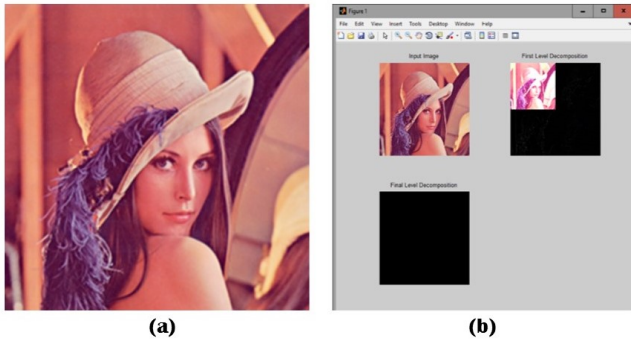 Figure 1
File Edit View Insert Tools Desktop Window Help
Input Image
First Level Decomposition
Final Level Decomposition
(a)
(b)